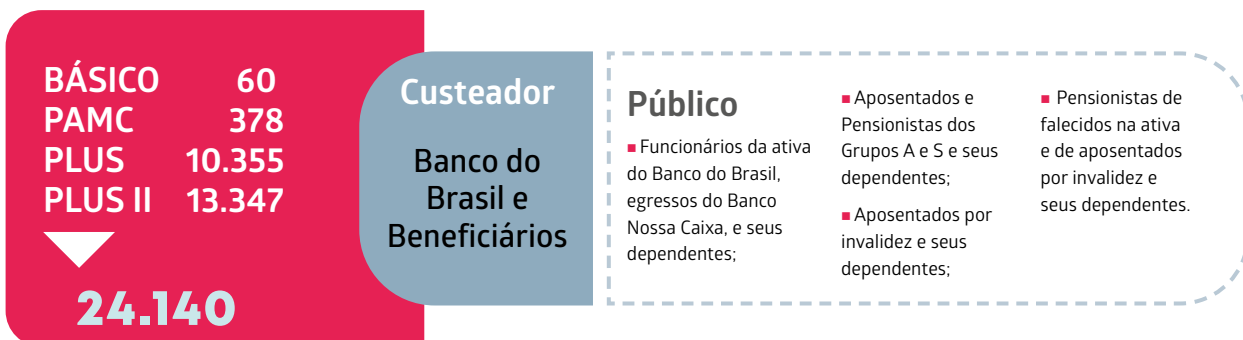 BÁSICO 60
PAMC 378
PLUS 10.355
PLUS II 13.347
24.140
Custeador
Banco do
Brasil e
Beneficiários
Público
■ Funcionários da ativa
do Banco do Brasil,
egressos do Banco
Nossa Caixa, e seus
dependentes;
■ Aposentados e
Pensionistas dos
Grupos A e S e seus
dependentes;
■ Aposentados por
invalidez e seus
dependentes;
■ Pensionistas de
falecidos na ativa
e de aposentados
por invalidez e
seus dependentes.